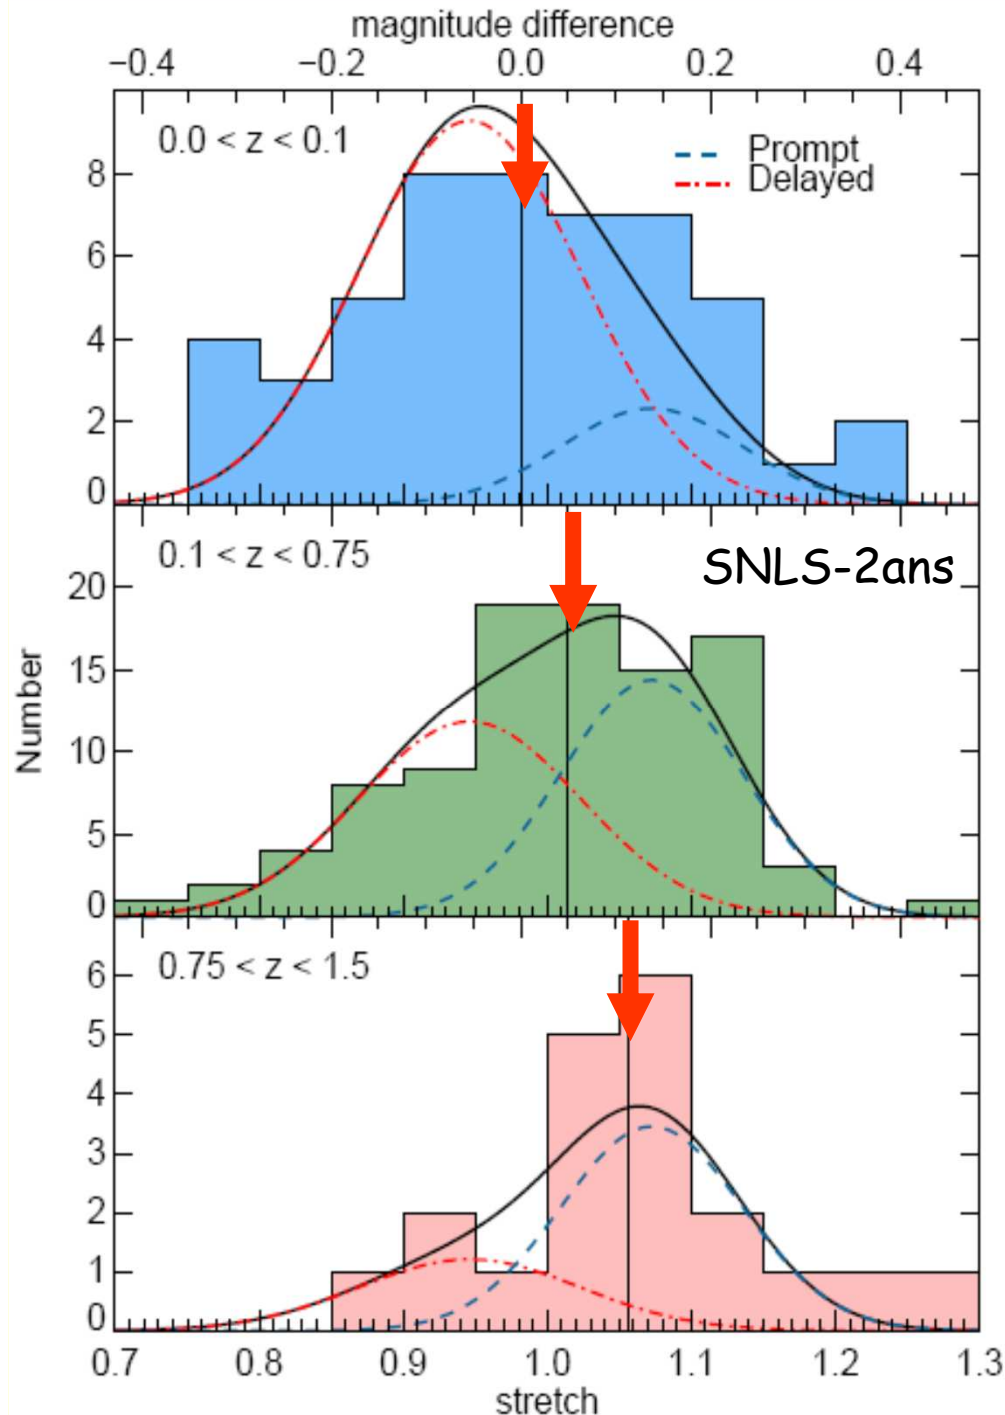 magnitude difference
−0.4 −0.2 0.0 0.2 0.4
0.0 < z < 0.1
Prompt
Delayed
8
6
4
2
0
0.1 < z < 0.75
SNLS-2ans
20
15
10
5
0
Number
0.75 < z < 1.5
6
5
4
3
2
1
0
0.7 0.8 0.9 1.0 1.1 1.2 1.3
stretch